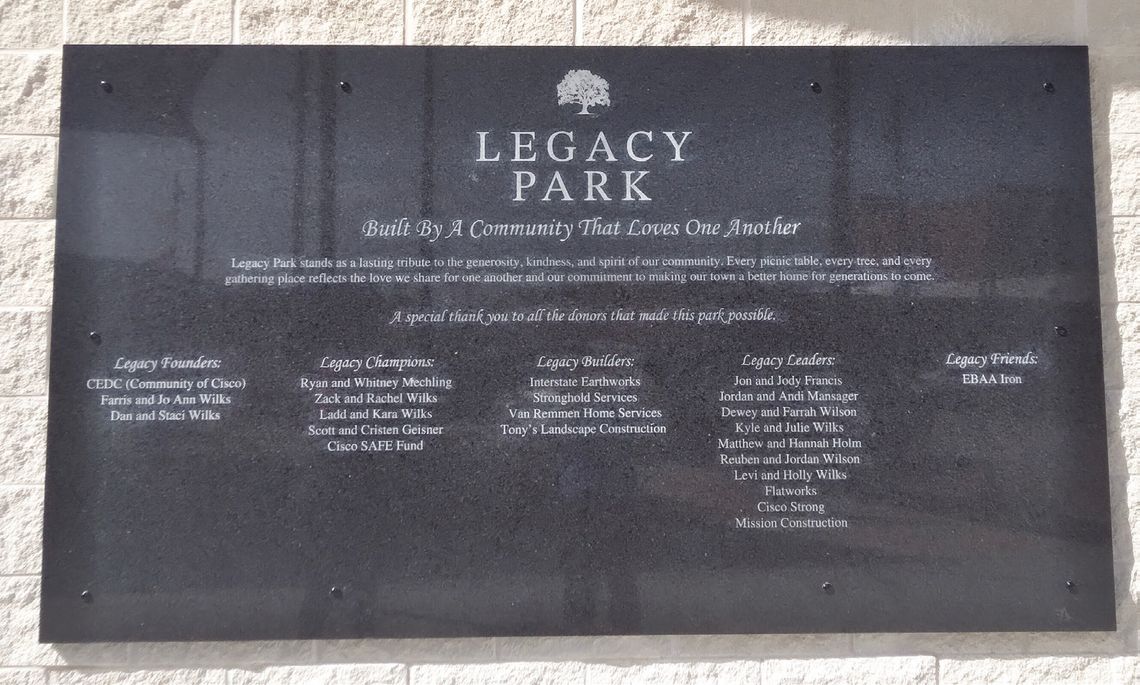 LEGACY
PARK
Built By A Community That Loves One Another
Legacy Park stands as a lasting tribute to the generosity, kindness, and spirit of our community. Every picnic table, every tree, and every
gathering place reflects the love we share for one another and our commitment to making our town a better home for generations to come.
A special thank you to all the donors that made this park possible.
Legacy Founders:
CEDC (Community of Cisco)
Farris and Jo Ann Wilks
Dan and Staci Wilks
Legacy Champions:
Ryan and Whitney Mechling
Zack and Rachel Wilks
Ladd and Kara Wilks
Scott and Cristen Geisner
Cisco SAFE Fund
Legacy Builders:
Interstate Earthworks
Stronghold Services
Van Remmen Home Services
Tony's Landscape Construction
Legacy Leaders:
Jon and Jody Francis
Jordan and Andi Mansager
Dewey and Farrah Wilson
Kyle and Julie Wilks
Matthew and Hannah Holm
Reuben and Jordan Wilson
Levi and Holly Wilks
Flatworks
Cisco Strong
Mission Construction
Legacy Friends:
EBAA Iron